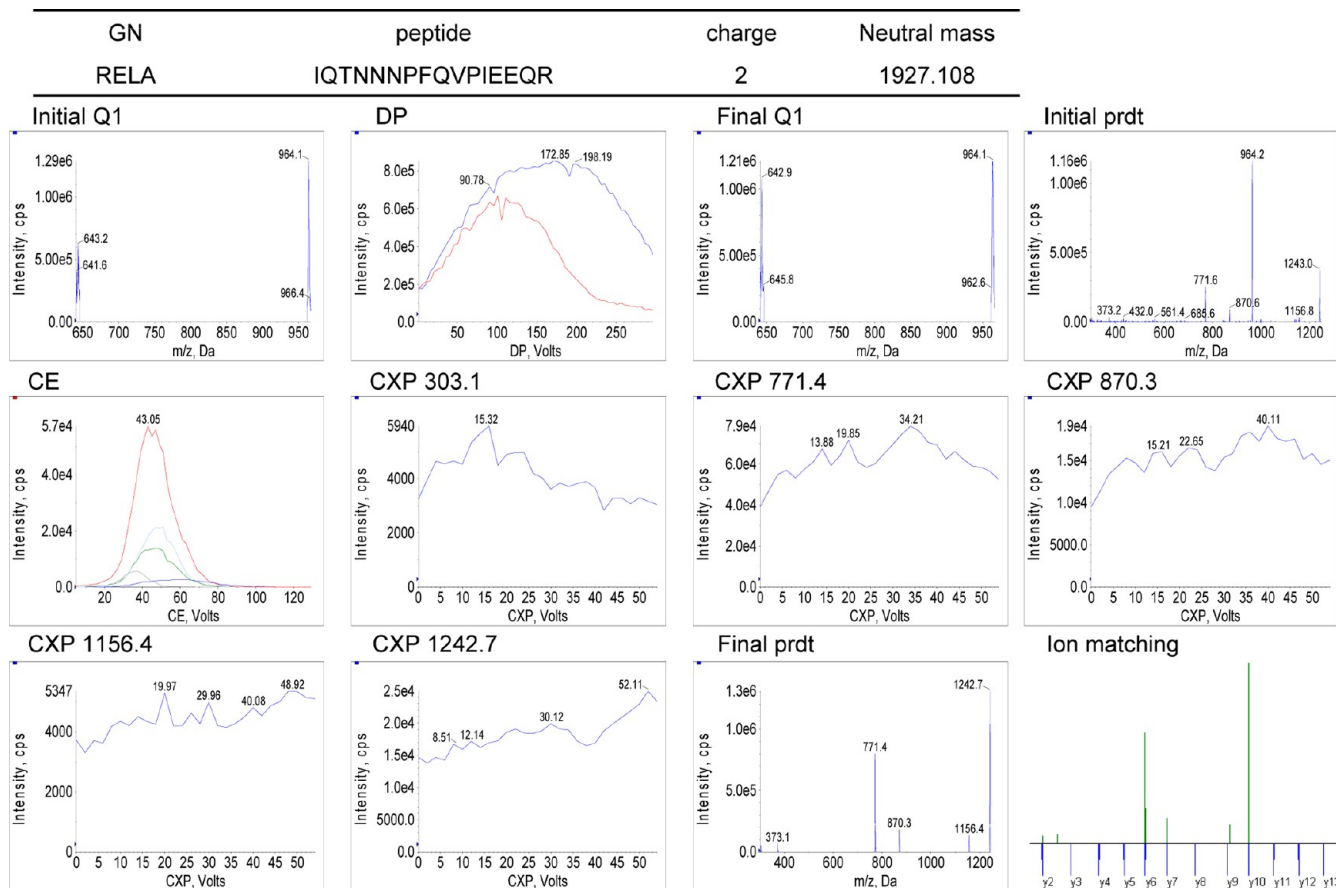 GN peptide charge Neutral mass
RELA IQTNNNPFQVPIEEQR 2 1927.108
Initial Q1
1.29e6
1.00e6
5.00e5
0.00
Intensity, cps
964.1
643.2
641.6
966.4
650 700 750 800 850 900 950
m/z, Da
DP
8.0e5
6.0e5
4.0e5
2.0e5
0.0
Intensity, cps
90.78
172.85
198.19
50 100 150 200 250
DP, Volts
Final Q1
1.21e6
1.00e6
5.00e5
0.00
Intensity, cps
964.1
642.9
645.8
962.6
650 700 750 800 850 900 950
m/z, Da
Initial prdt
1.16e6
1.00e6
5.00e5
0.00
Intensity, cps
964.2
1243.0
771.6
870.6
373.2 432.0 561.4 1156.8
400 600 800 1000 1200
m/z, Da
CE
5.7e4
4.0e4
2.0e4
0.0
Intensity, cps
43.05
20 40 60 80 100 120
CE, Volts
CXP 303.1
5940
4000
2000
0
Intensity, cps
15.32
0 5 10 15 20 25 30 35 40 45 50
CXP, Volts
CXP 771.4
7.9e4
6.0e4
4.0e4
2.0e4
0.0
Intensity, cps
13.88
19.85
34.21
0 5 10 15 20 25 30 35 40 45 50
CXP, Volts
CXP 870.3
1.9e4
1.5e4
1.0e4
5000.0
0.0
Intensity, cps
15.21
22.65
40.11
0 5 10 15 20 25 30 35 40 45 50
CXP, Volts
CXP 1156.4
5347
4000
2000
0
Intensity, cps
19.97
29.96
40.08
48.92
0 5 10 15 20 25 30 35 40 45 50
CXP, Volts
CXP 1242.7
2.5e4
2.0e4
1.5e4
1.0e4
5000.0
0.0
Intensity, cps
8.51
12.14
30.12
52.11
0 5 10 15 20 25 30 35 40 45 50
CXP, Volts
Final prdt
1.3e6
1.0e6
5.0e5
0.0
Intensity, cps
1242.7
771.4
870.3
1156.4
373.1
400 600 800 1000 1200
m/z, Da
Ion matching
y2 y3 y4 y5 y6 y7 y8 y9 y10 y11 y12